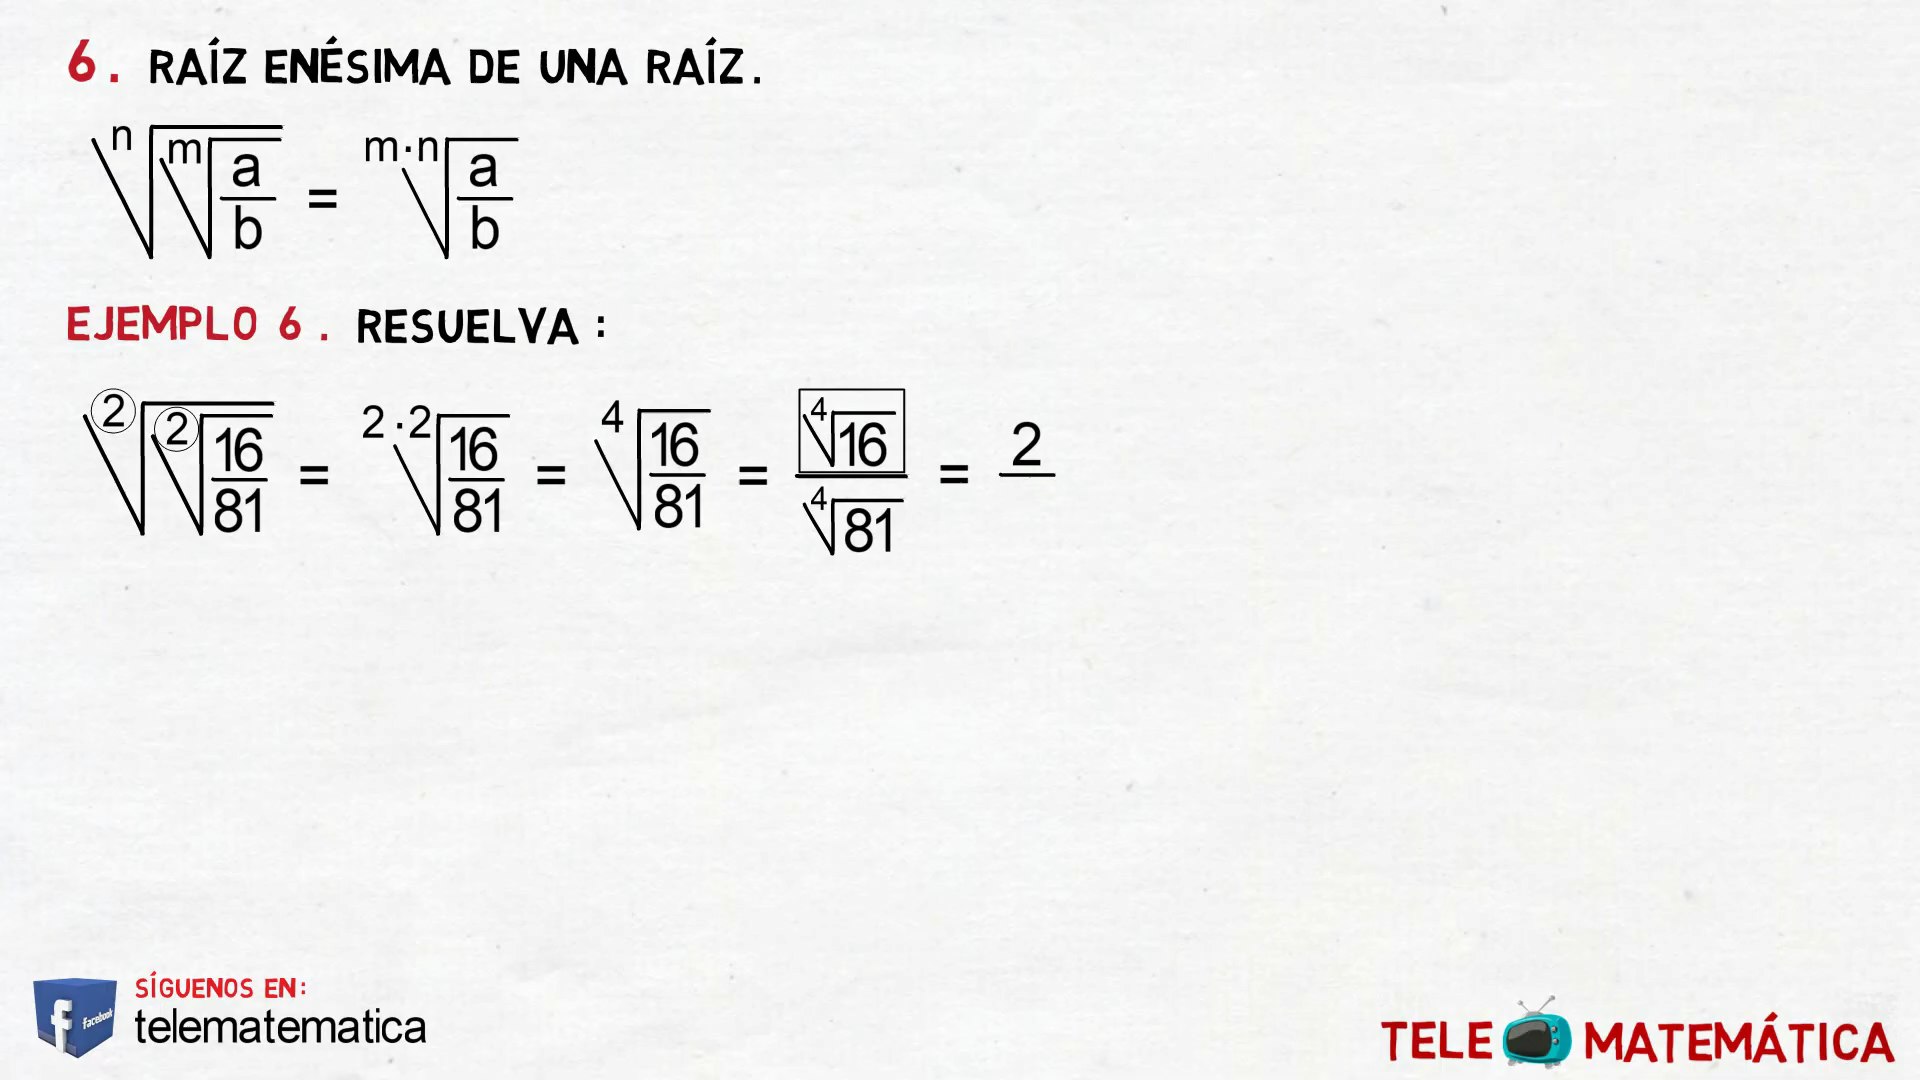 6. RAÍZ ENÉSIMA DE UNA RAÍZ.
ⁿ√(ᵐ√(a/b)) = ᵐ·ⁿ√(a/b)
EJEMPLO 6. RESUELVA:
²√(²√(16/81)) = ²·²√(16/81) = ⁴√(16/81) = ⁴√16/⁴√81 = 2/
SÍGUENOS EN:
facebook
telematematica
TELE MATEMÁTICA